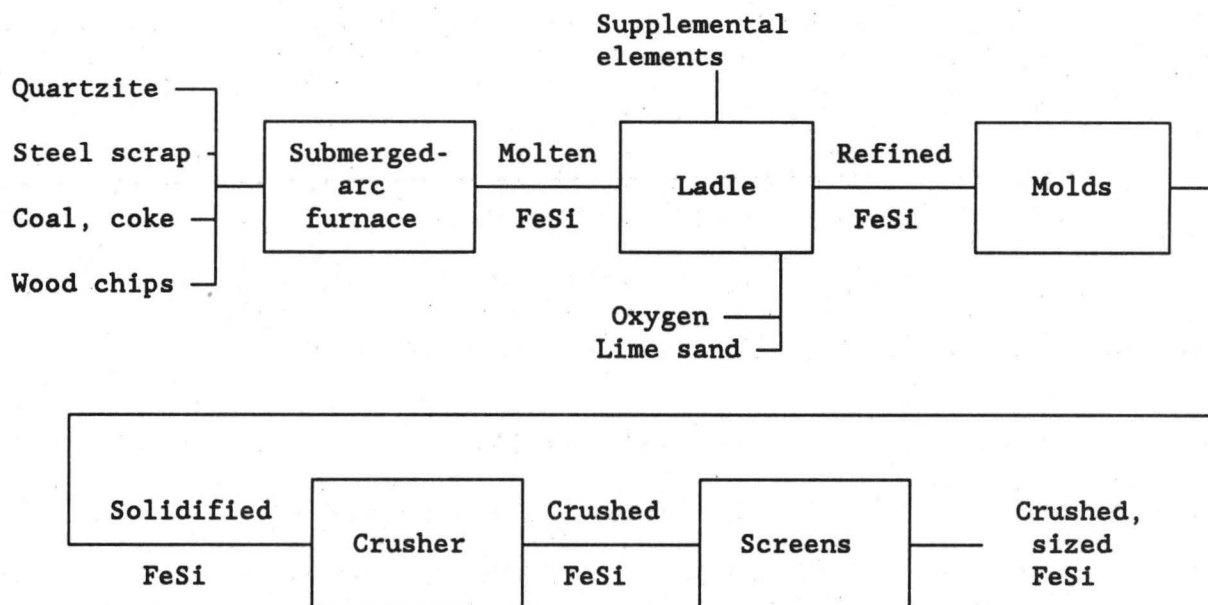 Supplemental
elements
Quartzite
Steel scrap
Coal, coke
Wood chips
Submerged-
arc
furnace
Molten
FeSi
Ladle
Refined
FeSi
Molds
Oxygen
Lime sand
Solidified
FeSi
Crusher
Crushed
FeSi
Screens
Crushed,
sized
FeSi